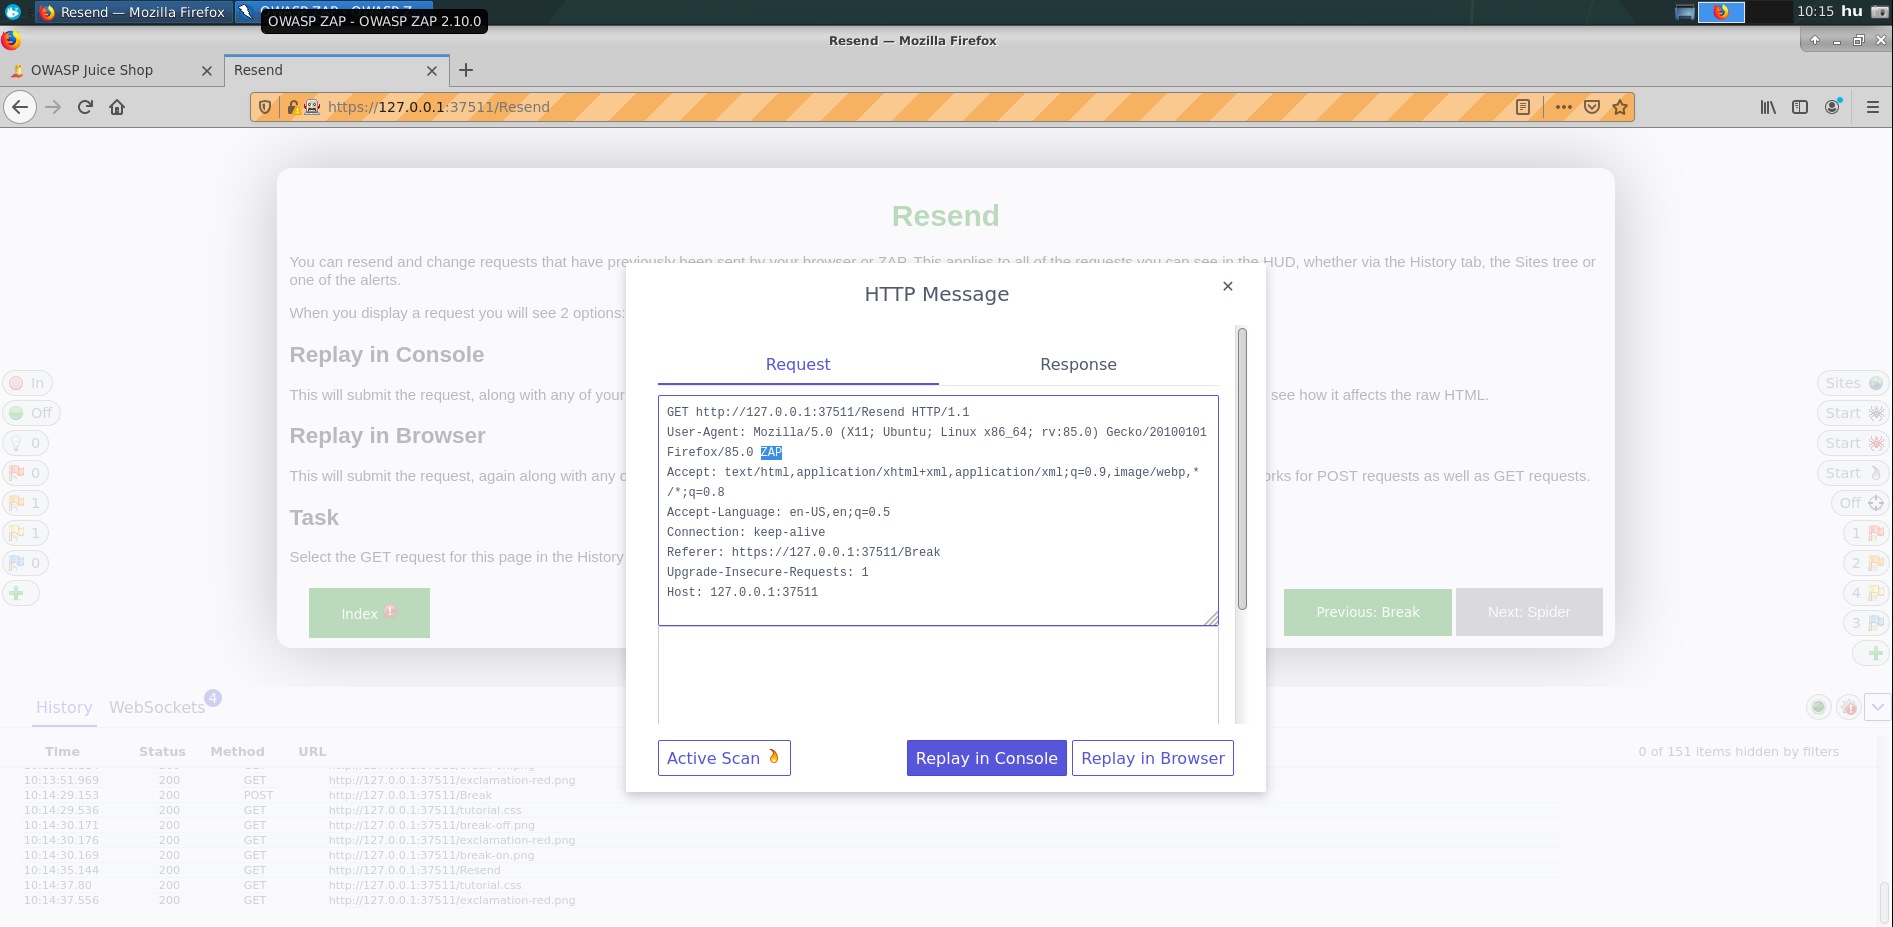 Resend — Mozilla Firefox
OWASP ZAP - OWASP ZAP 2.10.0
10:15 hu
Resend — Mozilla Firefox
OWASP Juice Shop
Resend
https://127.0.0.1:37511/Resend
Resend
You can resend and change requests that have previously been sent by your browser or ZAP. This applies to all of the requests you can see in the HUD, whether via the History tab, the Sites tree or
one of the alerts.
When you display a request you will see 2 options:
Replay in Console
This will submit the request, along with any of your
see how it affects the raw HTML.
Replay in Browser
This will submit the request, again along with any
for POST requests as well as GET requests.
Task
Select the GET request for this page in the History
Index
Previous: Break
Next: Spider
In
Off
0
0
1
1
0
Sites
Start
Start
Start
Off
1
2
4
3
HTTP Message
Request
Response
GET http://127.0.0.1:37511/Resend HTTP/1.1
User-Agent: Mozilla/5.0 (X11; Ubuntu; Linux x86_64; rv:85.0) Gecko/20100101
Firefox/85.0 ZAP
Accept: text/html,application/xhtml+xml,application/xml;q=0.9,image/webp,*
/*;q=0.8
Accept-Language: en-US,en;q=0.5
Connection: keep-alive
Referer: https://127.0.0.1:37511/Break
Upgrade-Insecure-Requests: 1
Host: 127.0.0.1:37511
Active Scan
Replay in Console
Replay in Browser
History
WebSockets 4
Time Status Method URL
0 of 151 items hidden by filters
10:13:51.969 200 GET http://127.0.0.1:37511/exclamation-red.png
10:14:29.153 200 POST http://127.0.0.1:37511/Break
10:14:29.536 200 GET http://127.0.0.1:37511/tutorial.css
10:14:30.171 200 GET http://127.0.0.1:37511/break-off.png
10:14:30.176 200 GET http://127.0.0.1:37511/exclamation-red.png
10:14:30.169 200 GET http://127.0.0.1:37511/break-on.png
10:14:35.144 200 GET http://127.0.0.1:37511/Resend
10:14:37.80 200 GET http://127.0.0.1:37511/tutorial.css
10:14:37.556 200 GET http://127.0.0.1:37511/exclamation-red.png